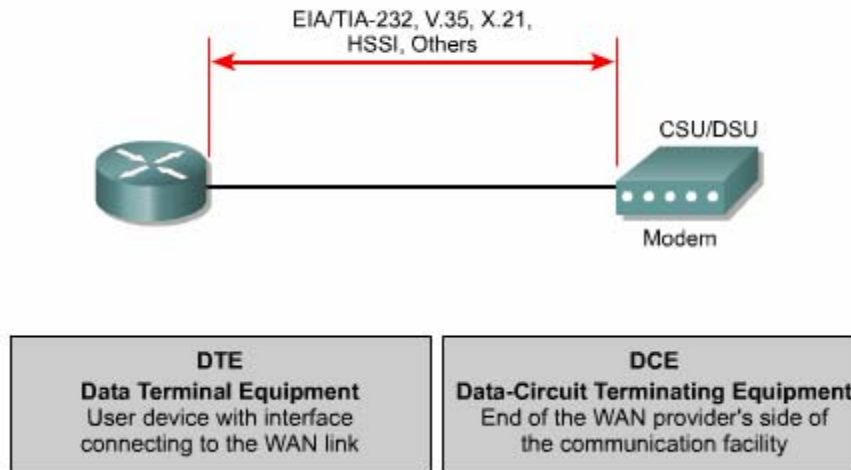 EIA/TIA-232, V.35, X.21,
HSSI, Others
CSU/DSU
Modem
DTE
Data Terminal Equipment
User device with interface
connecting to the WAN link
DCE
Data-Circuit Terminating Equipment
End of the WAN provider's side of
the communication facility